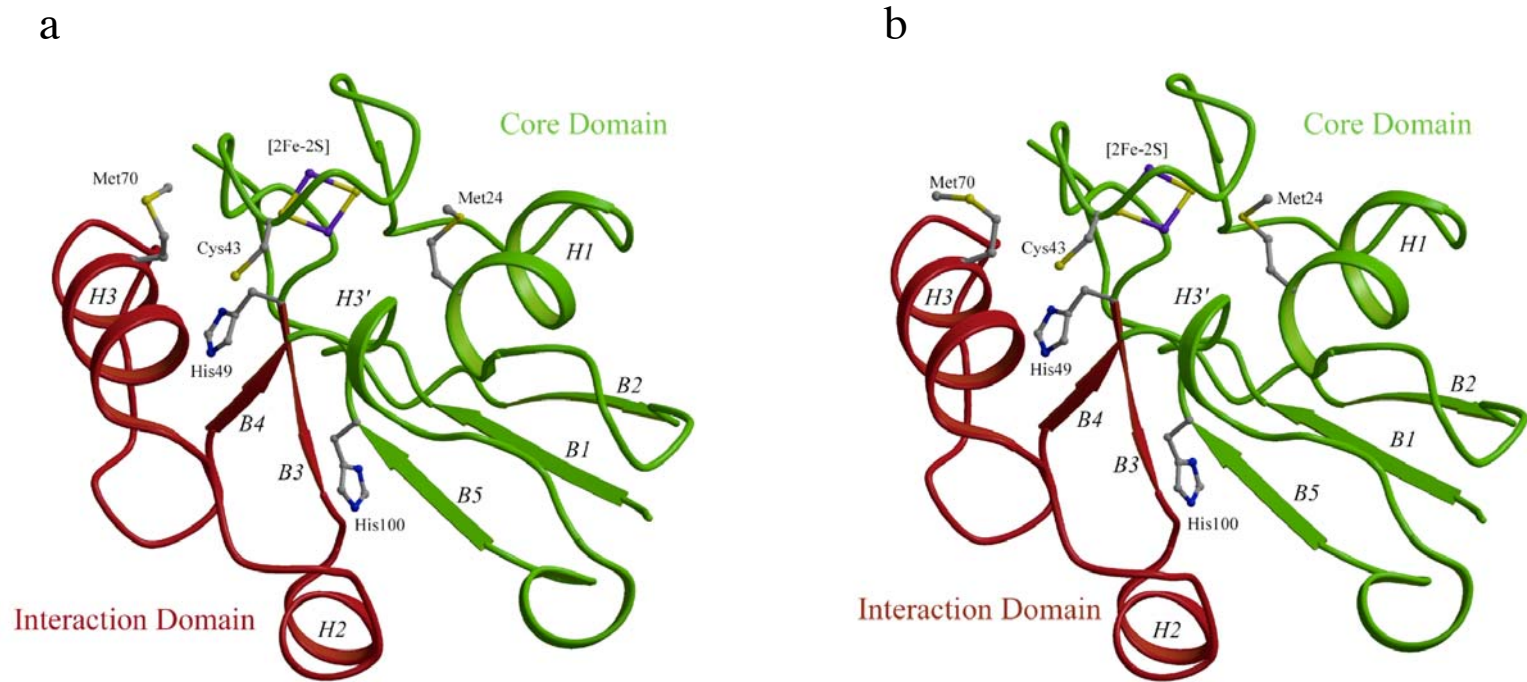 a
Core Domain
[2Fe-2S]
Met70
Met24
Cys43
H1
H3
H3'
His49
B2
B4
B1
B3
B5
His100
Interaction Domain
H2
b
Core Domain
[2Fe-2S]
Met70
Met24
Cys43
H1
H3
H3'
His49
B2
B4
B1
B3
B5
His100
Interaction Domain
H2